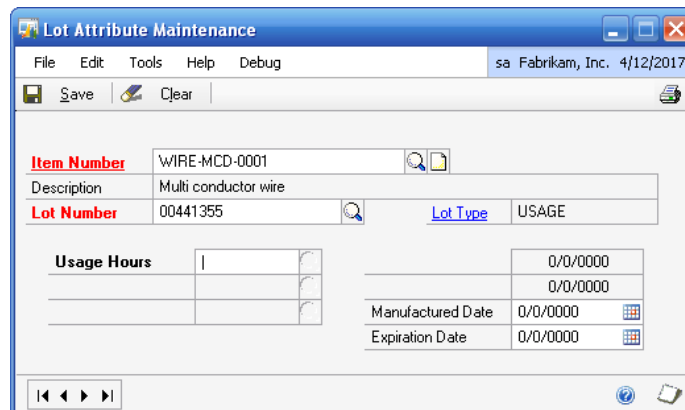 Lot Attribute Maintenance
File Edit Tools Help Debug sa Fabrikam, Inc. 4/12/2017
Save Clear
Item Number WIRE-MCD-0001
Description Multi conductor wire
Lot Number 00441355 Lot Type USAGE
Usage Hours 0/0/0000
0/0/0000
Manufactured Date 0/0/0000
Expiration Date 0/0/0000